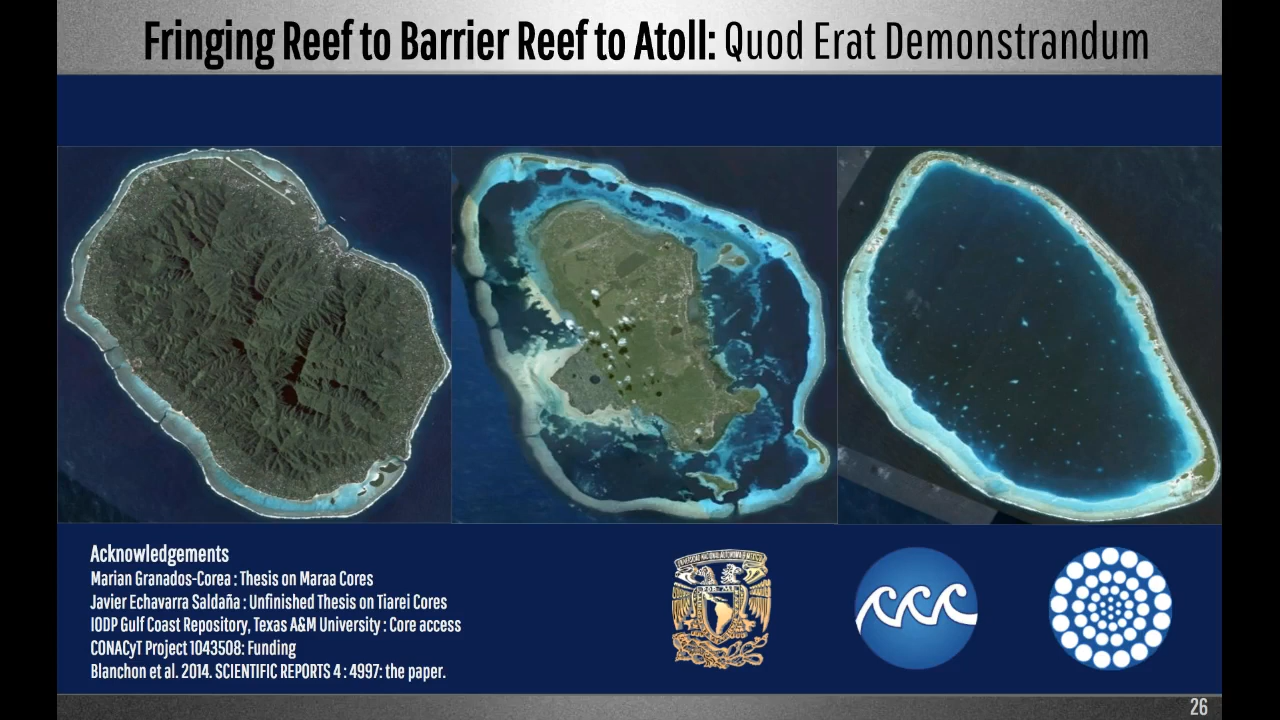 Fringing Reef to Barrier Reef to Atoll: Quod Erat Demonstrandum
Acknowledgements
Marian Granados-Corea : Thesis on Maraa Cores
Javier Echavarra Saldaña : Unfinished Thesis on Tiarei Cores
IODP Gulf Coast Repository, Texas A&M University : Core access
CONACyT Project 1043508: Funding
Blanchon et al. 2014. SCIENTIFIC REPORTS 4 : 4997: the paper.
26